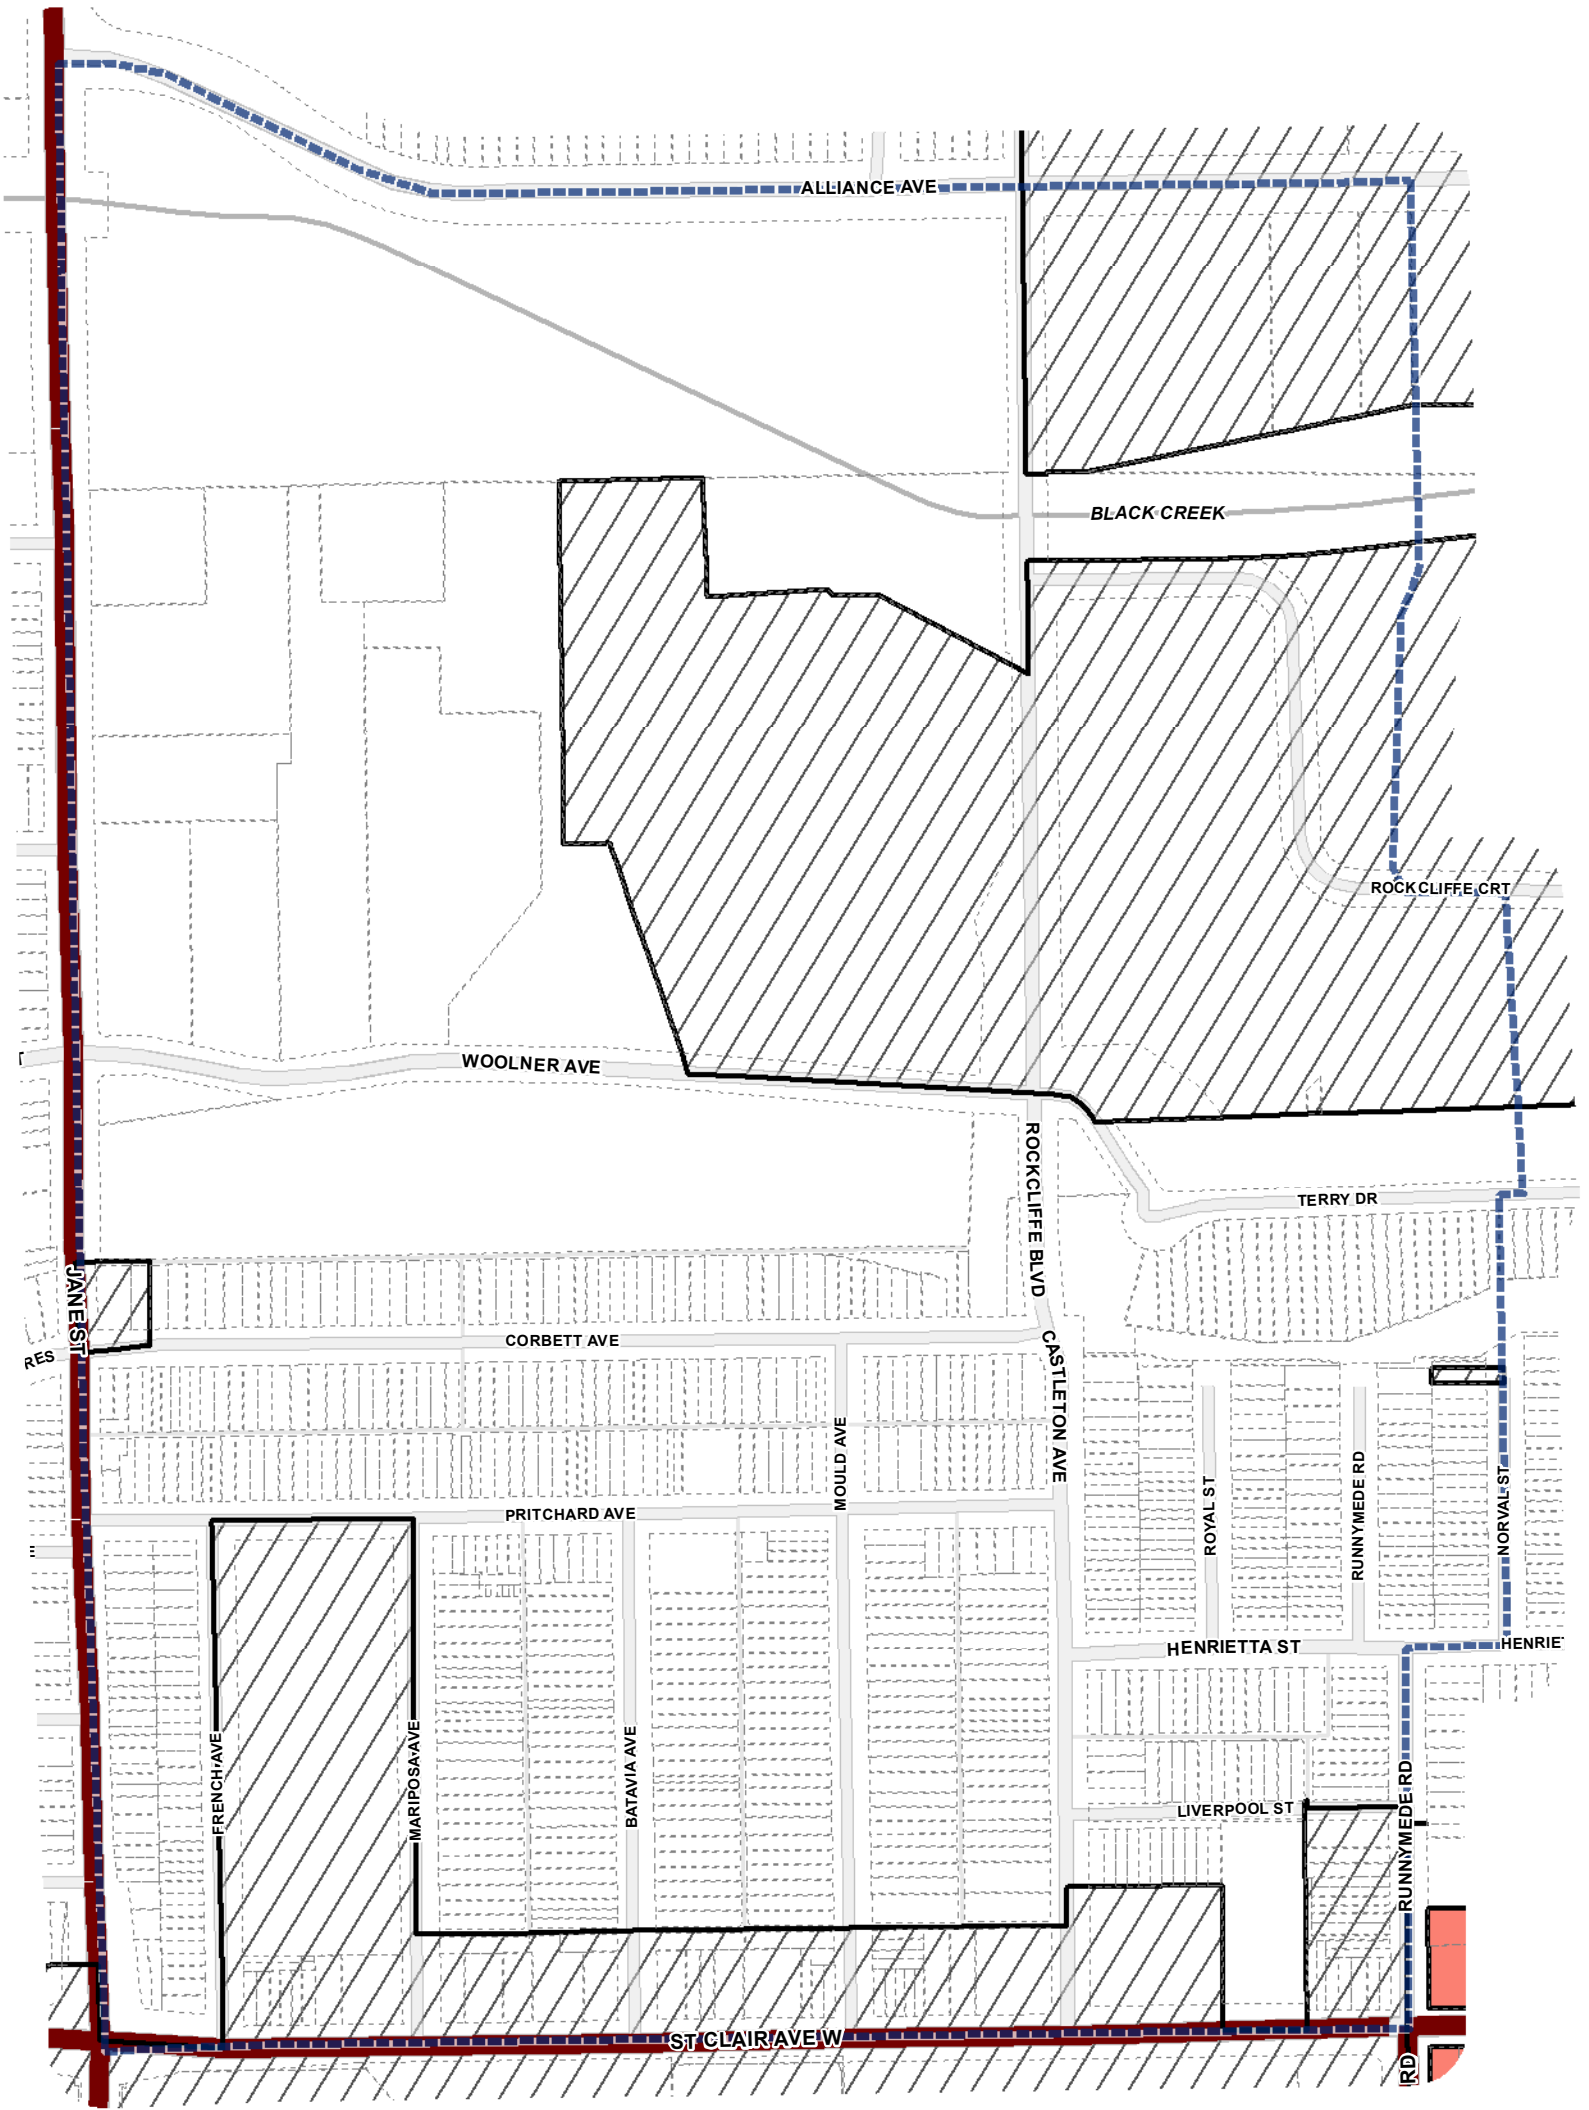 ALLIANCE AVE
BLACK CREEK
ROCKCLIFFE CRT
WOOLNER AVE
ROCKCLIFFE BLVD
TERRY DR
JANE ST
RES
CORBETT AVE
CASTLETON AVE
MOULD AVE
ROYAL ST
RUNNYMEDE RD
NORVAL ST
PRITCHARD AVE
HENRIETTA ST
HENRIE
FRENCH AVE
MARIPOSA AVE
BATAVIA AVE
LIVERPOOL ST
RUNNYMEDE RD
ST CLAIR AVE W
RD